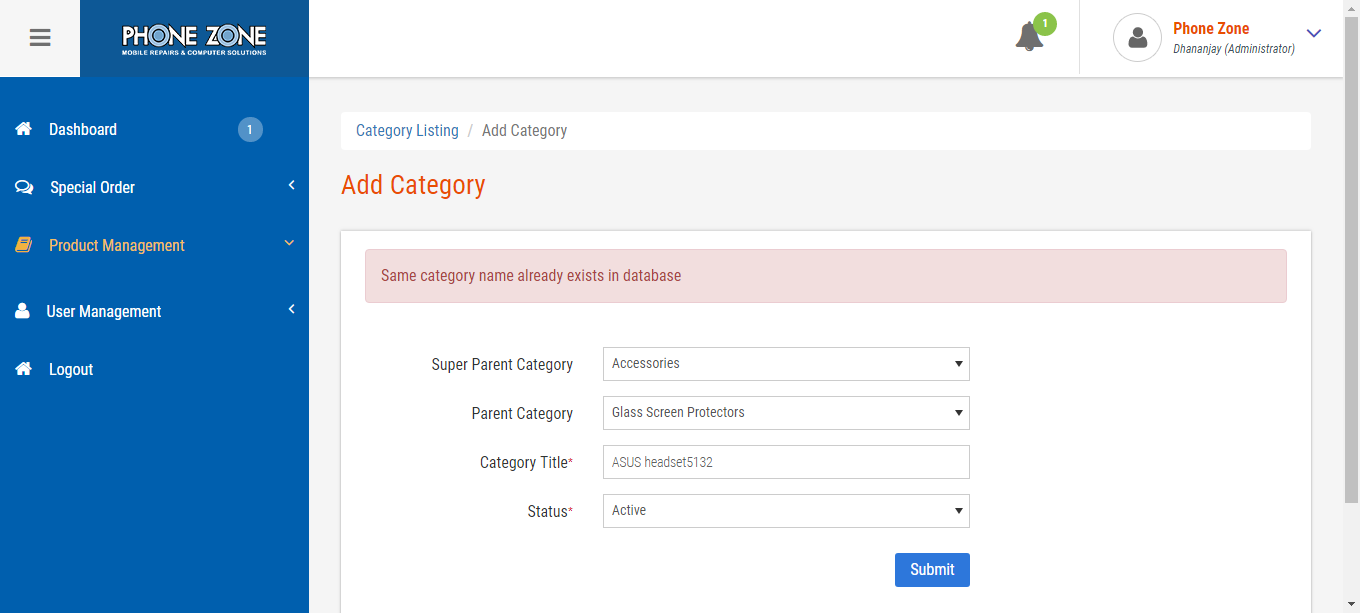 PHONE ZONE
MOBILE REPAIRS & COMPUTER SOLUTIONS
1
Phone Zone
Dhananjay (Administrator)
Dashboard 1
Special Order
Product Management
User Management
Logout
Category Listing / Add Category
Add Category
Same category name already exists in database
Super Parent Category Accessories
Parent Category Glass Screen Protectors
Category Title* ASUS headset5132
Status* Active
Submit